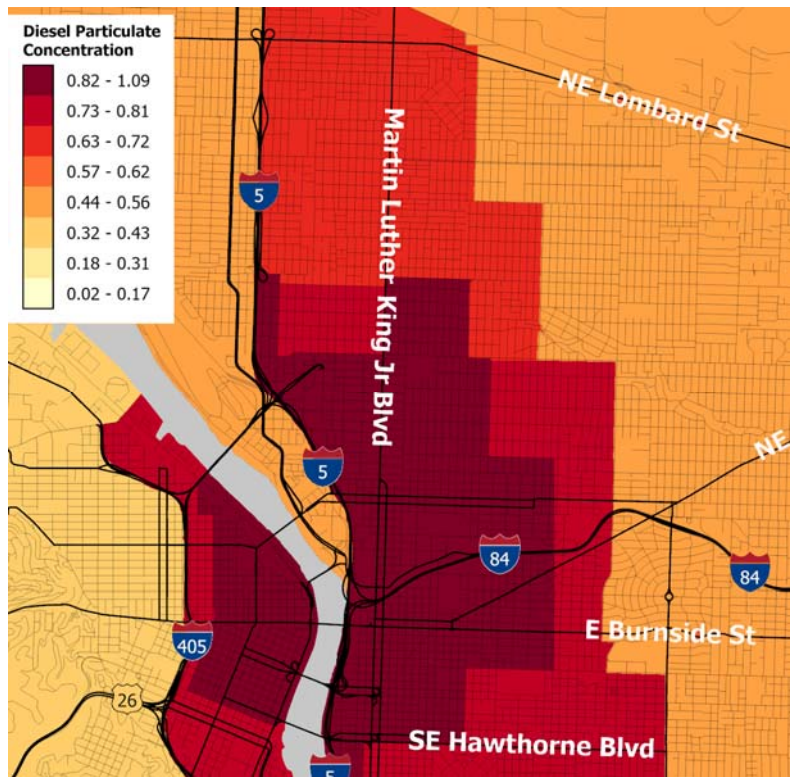 Diesel Particulate
Concentration
0.82 - 1.09
0.73 - 0.81
0.63 - 0.72
0.57 - 0.62
0.44 - 0.56
0.32 - 0.43
0.18 - 0.31
0.02 - 0.17
NE Lombard St
Martin Luther King Jr Blvd
5
5
NE
84
84
E Burnside St
405
26
SE Hawthorne Blvd
5